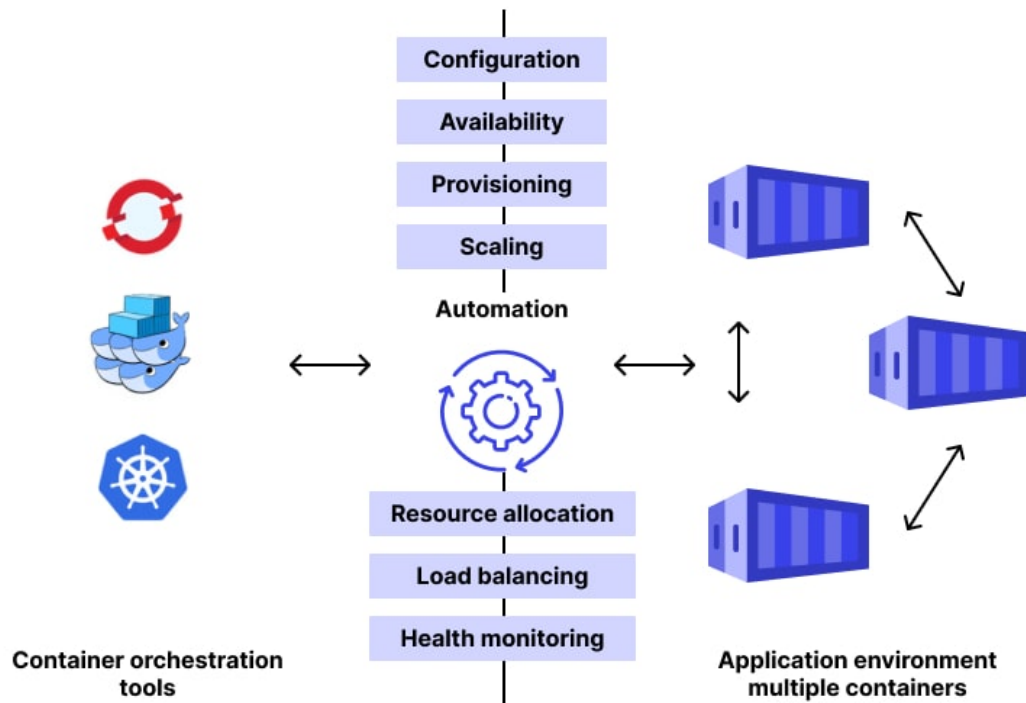 Configuration
Availability
Provisioning
Scaling
Automation
Resource allocation
Load balancing
Health monitoring
Container orchestration
tools
Application environment
multiple containers